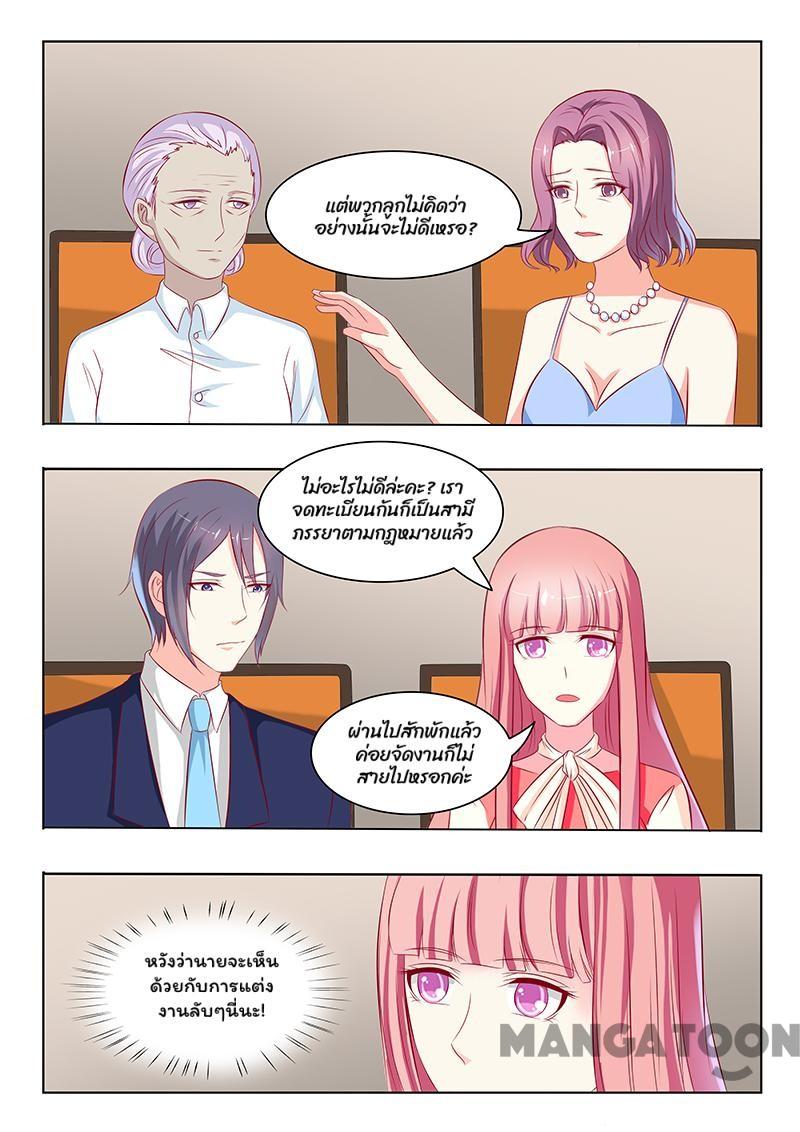 แต่พวกลูกไม่คิดว่า
อย่างนั้นจะไม่ดีเหรอ?
ไม่อะไรไม่ดีล่ะคะ? เรา
จดทะเบียนกันก็เป็นสามี
ภรรยาตามกฎหมายแล้ว
ผ่านไปสักพักแล้ว
ค่อยจัดงานก็ไม่
สายไปหรอกค่ะ
หวังว่านายจะเห็น
ด้วยกับการแต่ง
งานลับๆนี่นะ!
MANGATOON